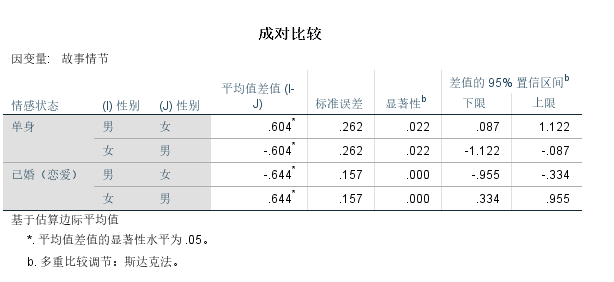 成对比较
因变量: 故事情节
情感状态 (I) 性别 (J) 性别 平均值差值 (I-J) 标准误差 显著性b 差值的 95% 置信区间b 下限 上限
单身 男 女 .604* .262 .022 .087 1.122
女 男 -.604* .262 .022 -1.122 -.087
已婚（恋爱） 男 女 -.644* .157 .000 -.955 -.334
女 男 .644* .157 .000 .334 .955
基于估算边际平均值
*. 平均值差值的显著性水平为 .05。
b. 多重比较调节：斯达克法。